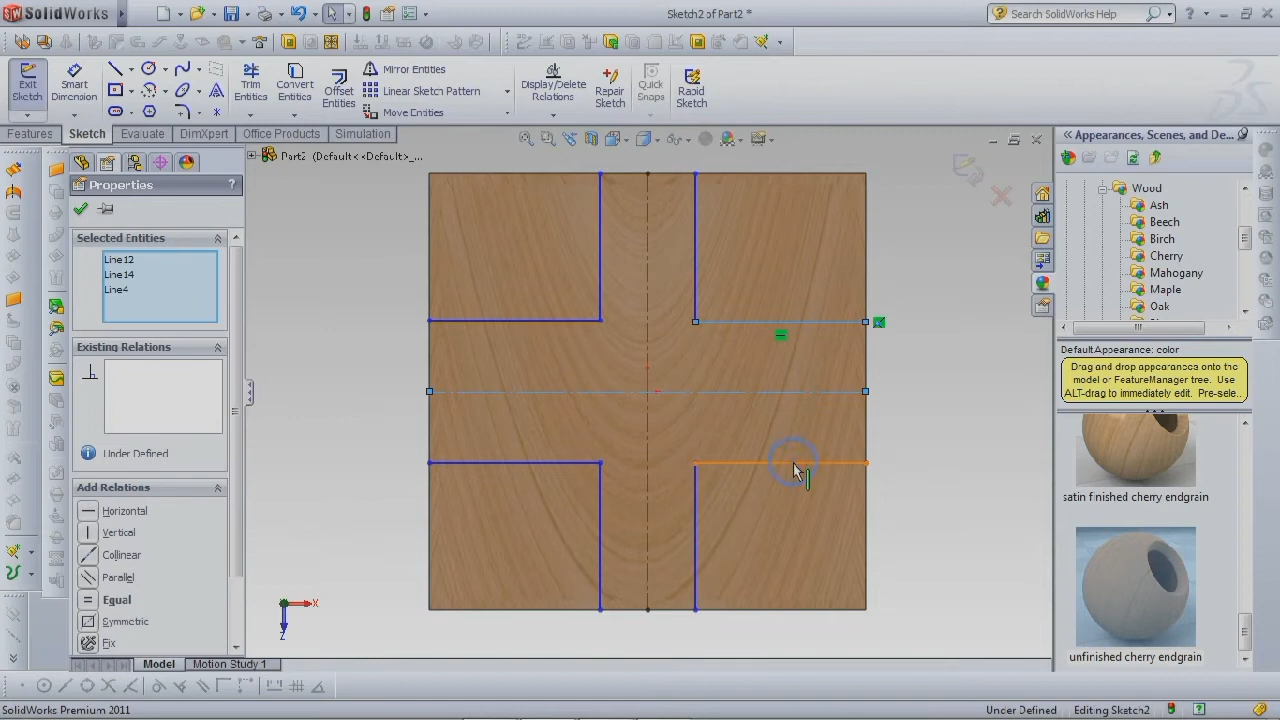 SolidWorks
Sketch2 of Part2 *
Search SolidWorks Help
Exit Sketch
Smart Dimension
Trim Entities
Convert Entities
Offset Entities
Mirror Entities
Linear Sketch Pattern
Move Entities
Display/Delete Relations
Repair Sketch
Quick Snaps
Rapid Sketch
Features
Sketch
Evaluate
DimXpert
Office Products
Simulation
Part2 (Default<<Default>_...
Appearances, Scenes, and De...
Properties
?
Selected Entities
Line12
Line14
Line4
Existing Relations
Under Defined
Add Relations
Horizontal
Vertical
Collinear
Parallel
Equal
Symmetric
Fix
X
Z
Wood
Ash
Beech
Birch
Cherry
Mahogany
Maple
Oak
DefaultAppearance: color
Drag and drop appearances onto the
model or FeatureManager tree. Use
ALT-drag to immediately edit. Pre-sele..
satin finished cherry endgrain
unfinished cherry endgrain
Model
Motion Study 1
SolidWorks Premium 2011
Under Defined
Editing Sketch2